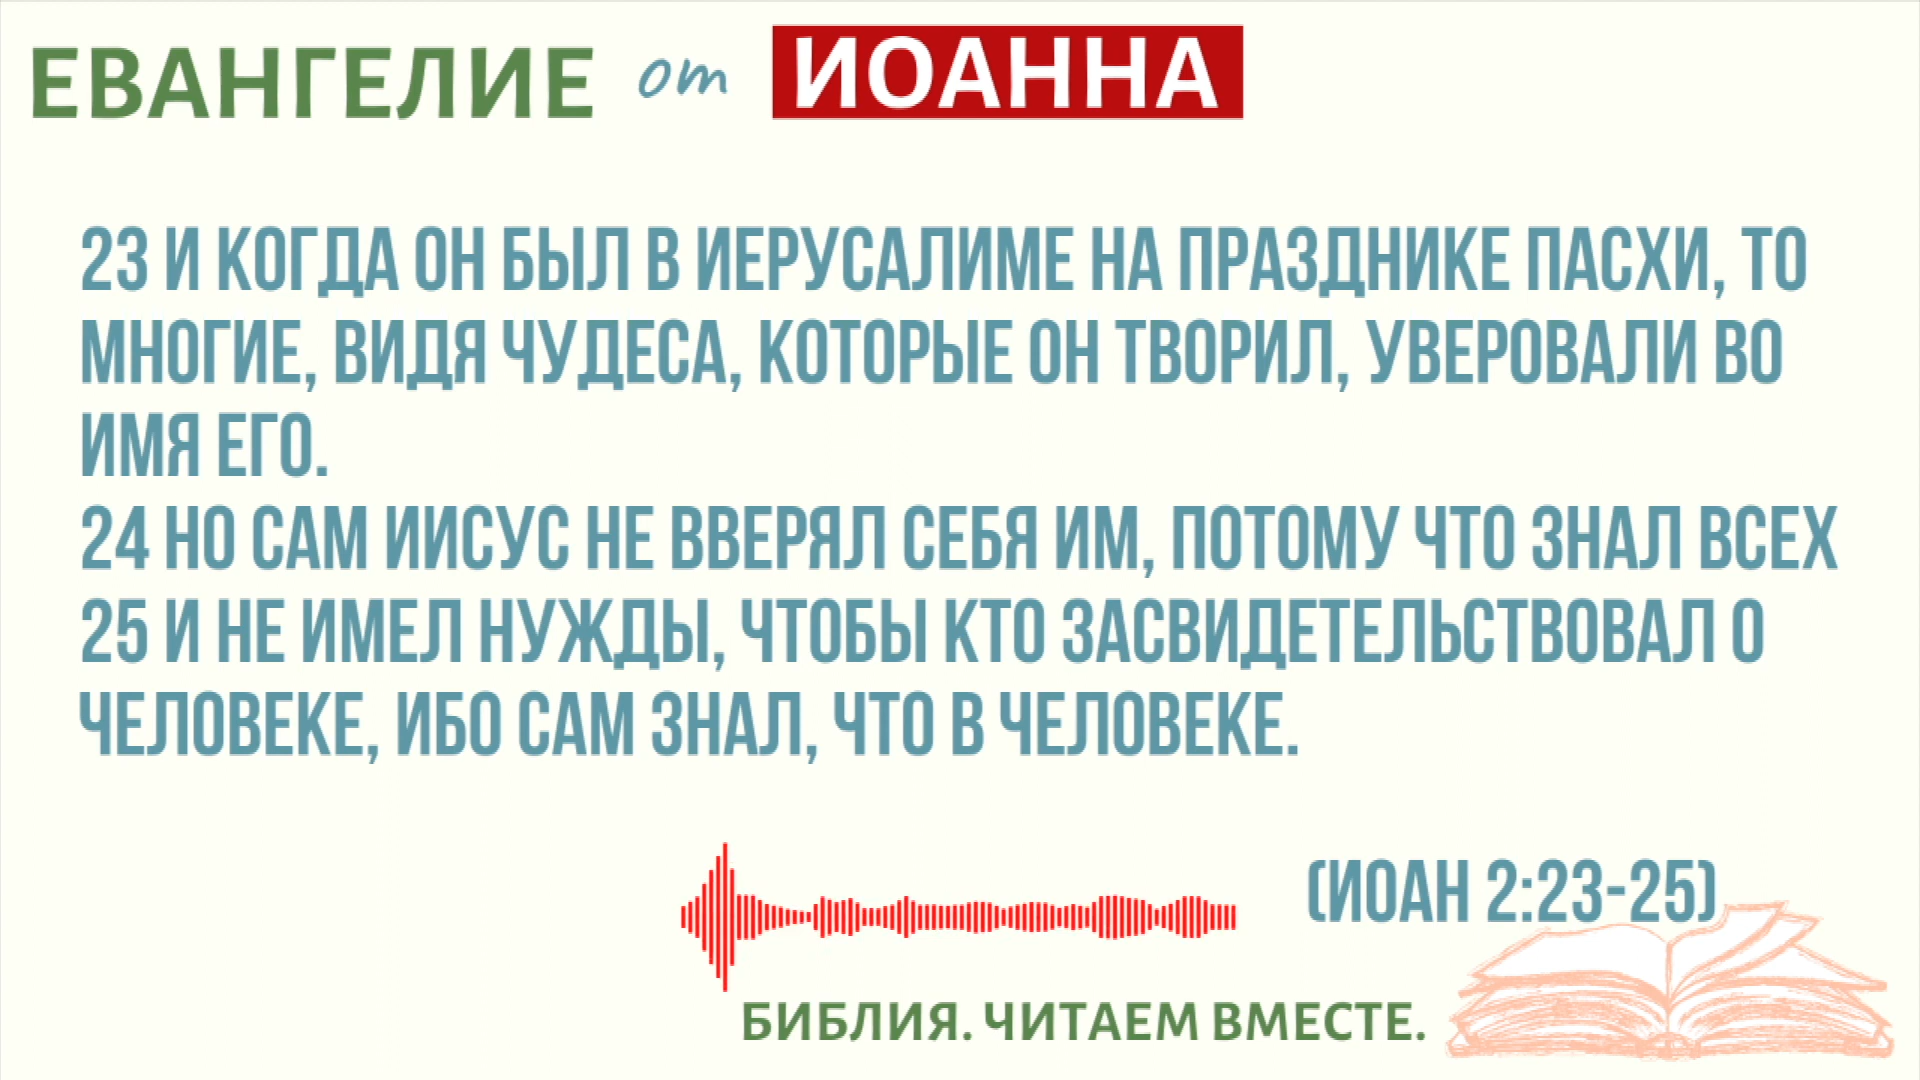 ЕВАНГЕЛИЕ от ИОАННА
23 И КОГДА ОН БЫЛ В ИЕРУСАЛИМЕ НА ПРАЗДНИКЕ ПАСХИ, ТО
МНОГИЕ, ВИДЯ ЧУДЕСА, КОТОРЫЕ ОН ТВОРИЛ, УВЕРОВАЛИ ВО
ИМЯ ЕГО.
24 НО САМ ИИСУС НЕ ВВЕРЯЛ СЕБЯ ИМ, ПОТОМУ ЧТО ЗНАЛ ВСЕХ
25 И НЕ ИМЕЛ НУЖДЫ, ЧТОБЫ КТО ЗАСВИДЕТЕЛЬСТВОВАЛ О
ЧЕЛОВЕКЕ, ИБО САМ ЗНАЛ, ЧТО В ЧЕЛОВЕКЕ.
(ИОАН 2:23-25)
БИБЛИЯ. ЧИТАЕМ ВМЕСТЕ.